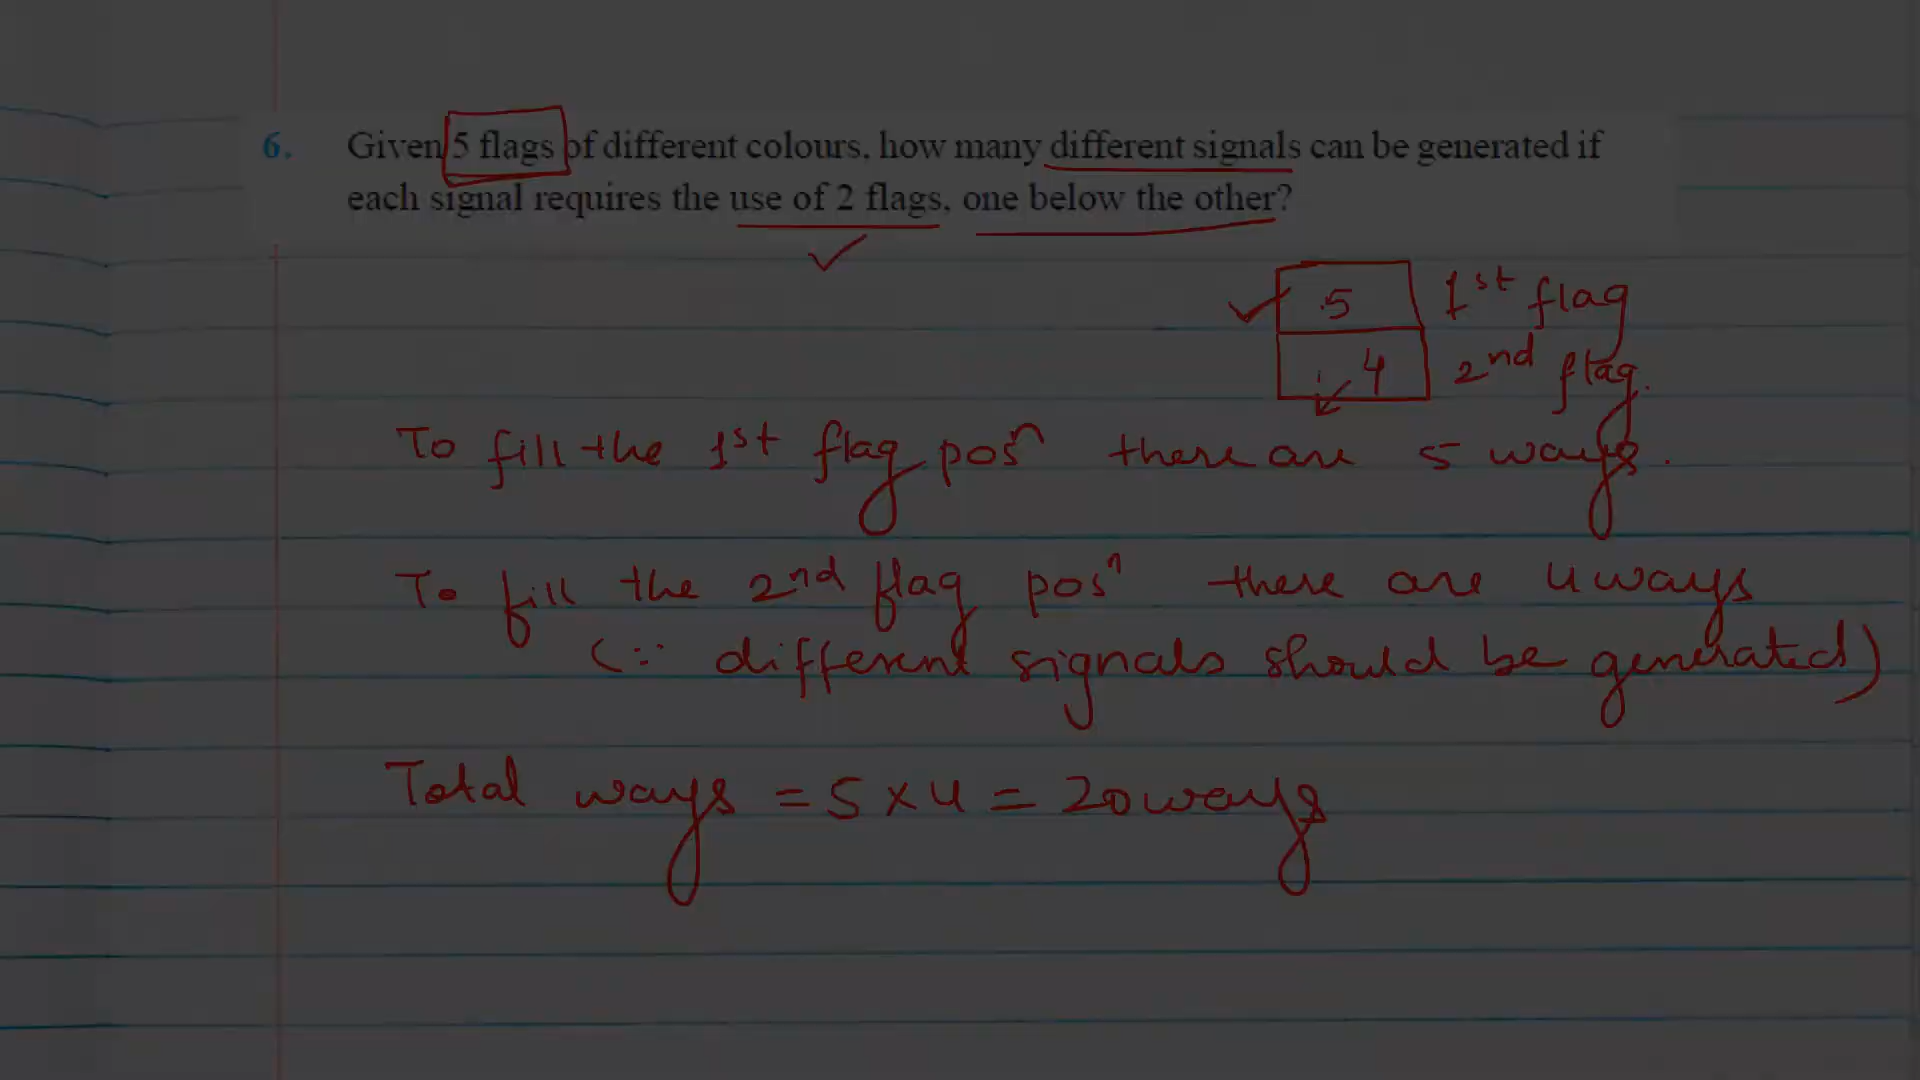 6. Given 5 flags of different colours, how many different signals can be generated if
each signal requires the use of 2 flags, one below the other?
5 1st flag
4 2nd flag.
To fill the 1st flag posn there are 5 ways.
To fill the 2nd flag posn there are 4 ways
(∵ different signals should be generated)
Total ways = 5 x 4 = 20 ways